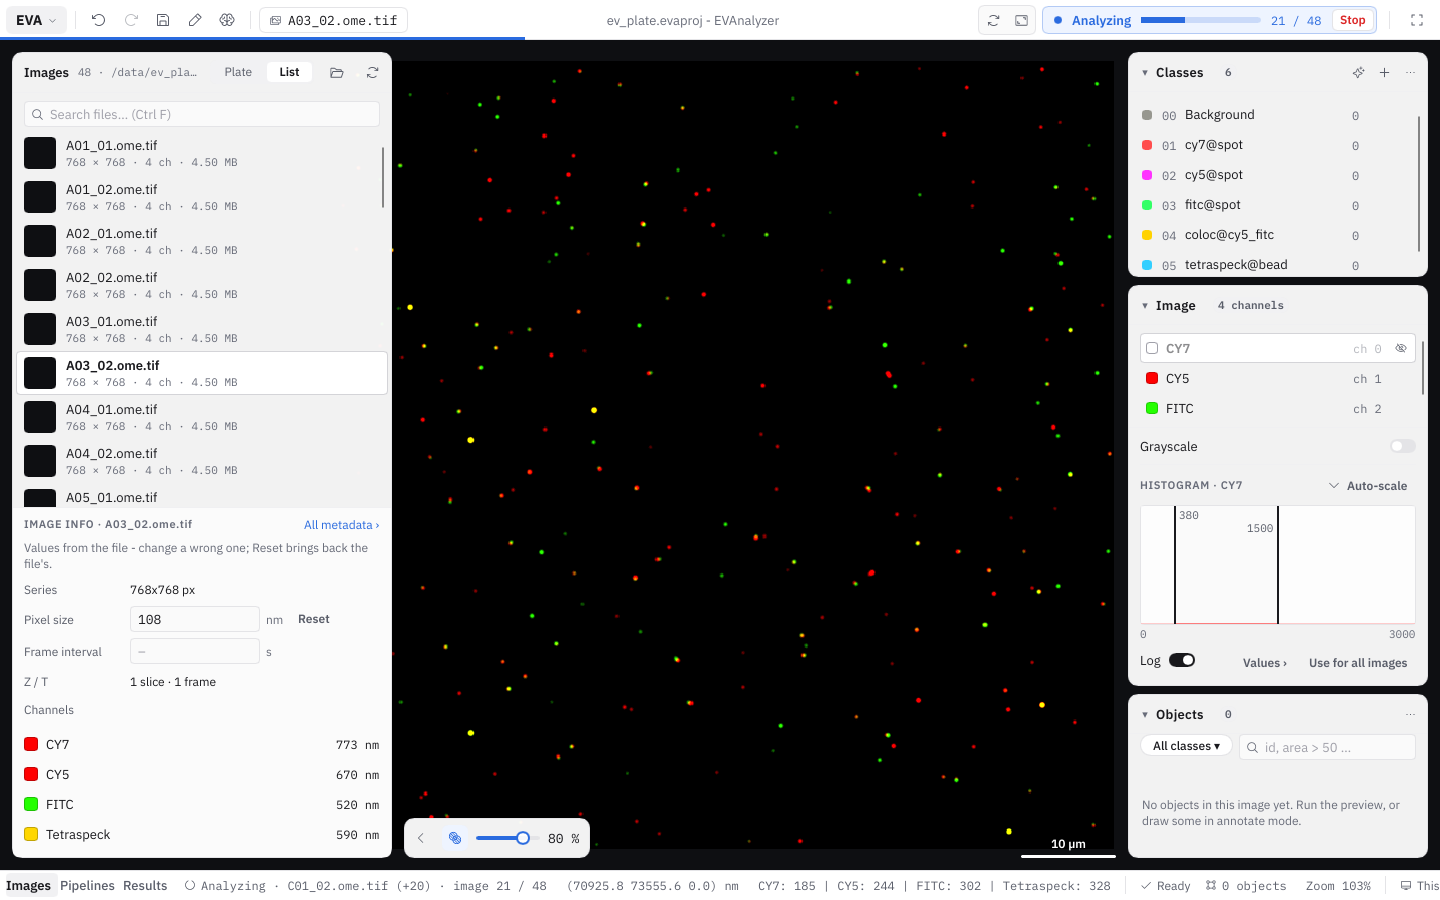 EVA
A03_02.ome.tif
ev_plate.evaproj - EVAnalyzer
Analyzing
21 / 48
Stop
Images 48 · /data/ev_pla…
Plate
List
Search files... (Ctrl F)
A01_01.ome.tif
768 × 768 · 4 ch · 4.50 MB
A01_02.ome.tif
768 × 768 · 4 ch · 4.50 MB
A02_01.ome.tif
768 × 768 · 4 ch · 4.50 MB
A02_02.ome.tif
768 × 768 · 4 ch · 4.50 MB
A03_01.ome.tif
768 × 768 · 4 ch · 4.50 MB
A03_02.ome.tif
768 × 768 · 4 ch · 4.50 MB
A04_01.ome.tif
768 × 768 · 4 ch · 4.50 MB
A04_02.ome.tif
768 × 768 · 4 ch · 4.50 MB
A05_01.ome.tif
IMAGE INFO · A03_02.ome.tif
All metadata ›
Values from the file - change a wrong one; Reset brings back the
file's.
Series 768x768 px
Pixel size 108 nm Reset
Frame interval – s
Z / T 1 slice · 1 frame
Channels
CY7 773 nm
CY5 670 nm
FITC 520 nm
Tetraspeck 590 nm
80 %
10 µm
Classes 6
00 Background 0
01 cy7@spot 0
02 cy5@spot 0
03 fitc@spot 0
04 coloc@cy5_fitc 0
05 tetraspeck@bead 0
Image 4 channels
CY7 ch 0
CY5 ch 1
FITC ch 2
Grayscale
HISTOGRAM · CY7
Auto-scale
380
1500
0 3000
Log
Values ›
Use for all images
Objects 0
All classes ▾
id, area > 50 ...
No objects in this image yet. Run the preview, or
draw some in annotate mode.
Images Pipelines Results
Analyzing · C01_02.ome.tif (+20) · image 21 / 48
(70925.8 73555.6 0.0) nm
CY7: 185 | CY5: 244 | FITC: 302 | Tetraspeck: 328
Ready
0 objects
Zoom 103%
This